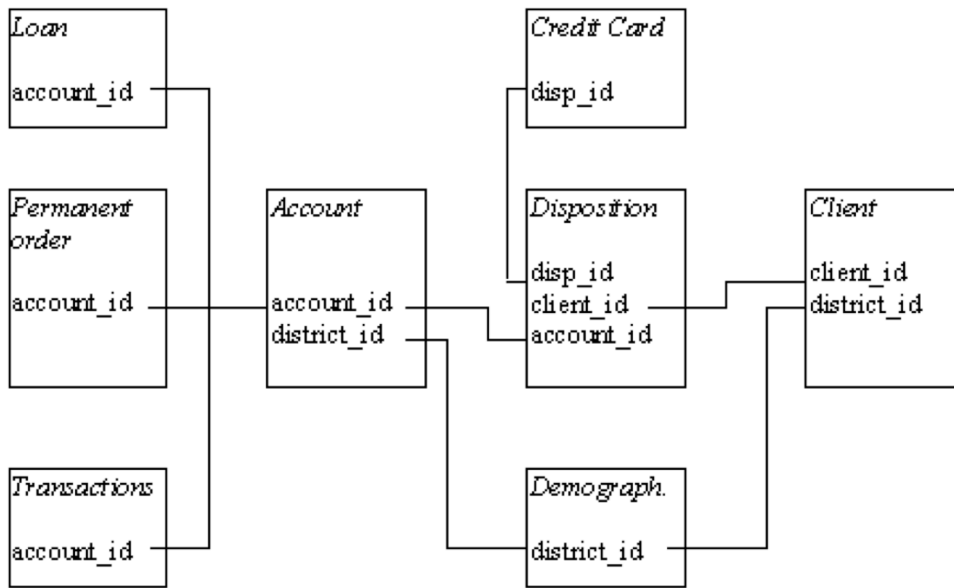 Loan
account_id
Credit Card
disp_id
Permanent
order
account_id
Account
account_id
district_id
Disposition
disp_id
client_id
account_id
Client
client_id
district_id
Transactions
account_id
Demograph.
district_id